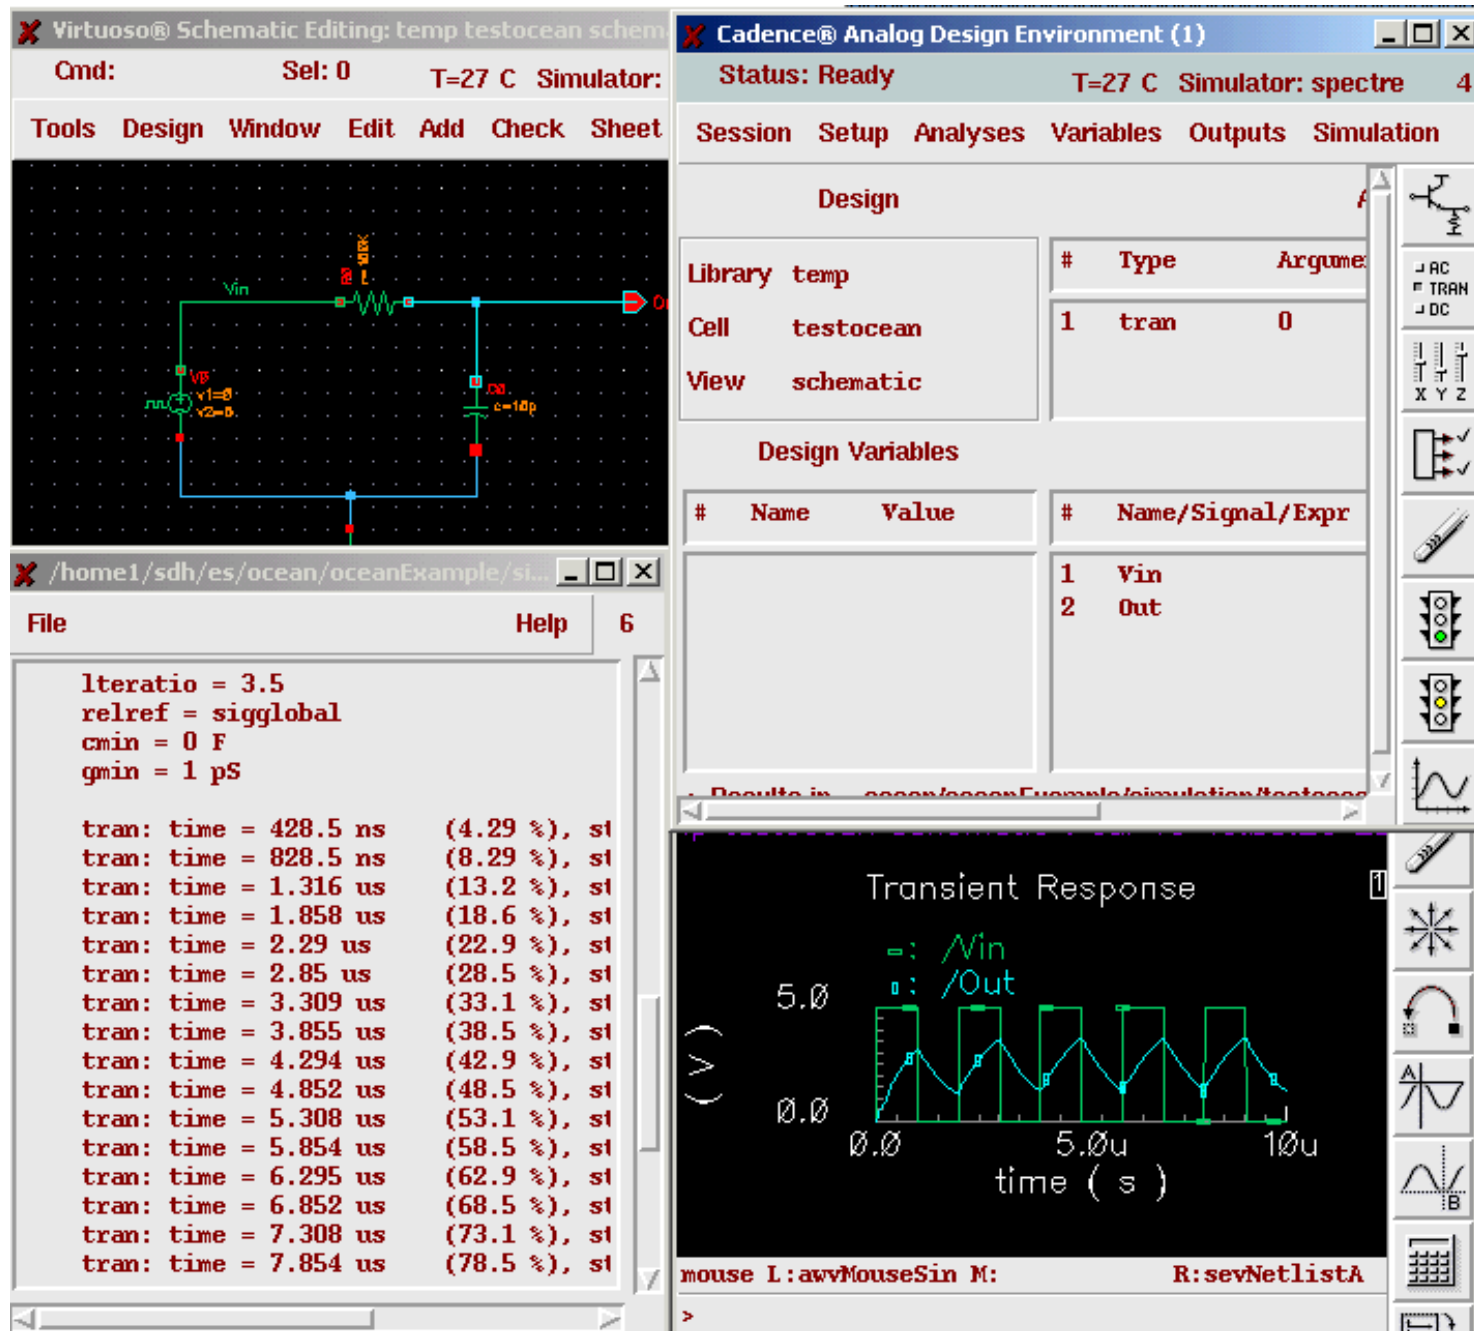 Virtuoso® Schematic Editing: temp testocean schem
Cmd: Sel: 0 T=27 C Simulator:
Tools Design Window Edit Add Check Sheet
Vin
R0
r=100K
V0
v1=0
c=10p
/home1/sdh/es/ocean/oceanExample/si...
File Help 6
lteratio = 3.5
relref = sigglobal
cmin = 0 F
gmin = 1 pS
tran: time = 428.5 ns (4.29 %), st
tran: time = 828.5 ns (8.29 %), st
tran: time = 1.316 us (13.2 %), st
tran: time = 1.858 us (18.6 %), st
tran: time = 2.29 us (22.9 %), st
tran: time = 2.85 us (28.5 %), st
tran: time = 3.309 us (33.1 %), st
tran: time = 3.855 us (38.5 %), st
tran: time = 4.294 us (42.9 %), st
tran: time = 4.852 us (48.5 %), st
tran: time = 5.308 us (53.1 %), st
tran: time = 5.854 us (58.5 %), st
tran: time = 6.295 us (62.9 %), st
tran: time = 6.852 us (68.5 %), st
tran: time = 7.308 us (73.1 %), st
tran: time = 7.854 us (78.5 %), st
Cadence® Analog Design Environment (1)
Status: Ready T=27 C Simulator: spectre 4
Session Setup Analyses Variables Outputs Simulation
Design A
Library temp
Cell testocean
View schematic
# Type Argume
1 tran 0
Design Variables
# Name Value
# Name/Signal/Expr
1 Vin
2 Out
AC
TRAN
DC
X Y Z
Transient Response 1
: /Vin
: /Out
5.0
(V)
0.0
0.0 5.0u 10u
time ( s )
A
B
mouse L:awvMouseSin M: R:sevNetlistA
>